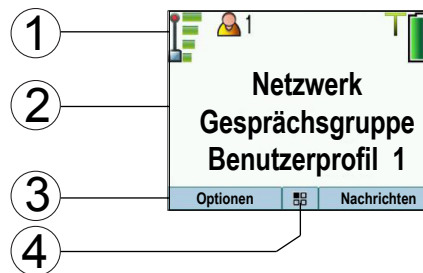 1
1
2
Netzwerk
Gesprächsgruppe
Benutzerprofil 1
3
Optionen Nachrichten
4